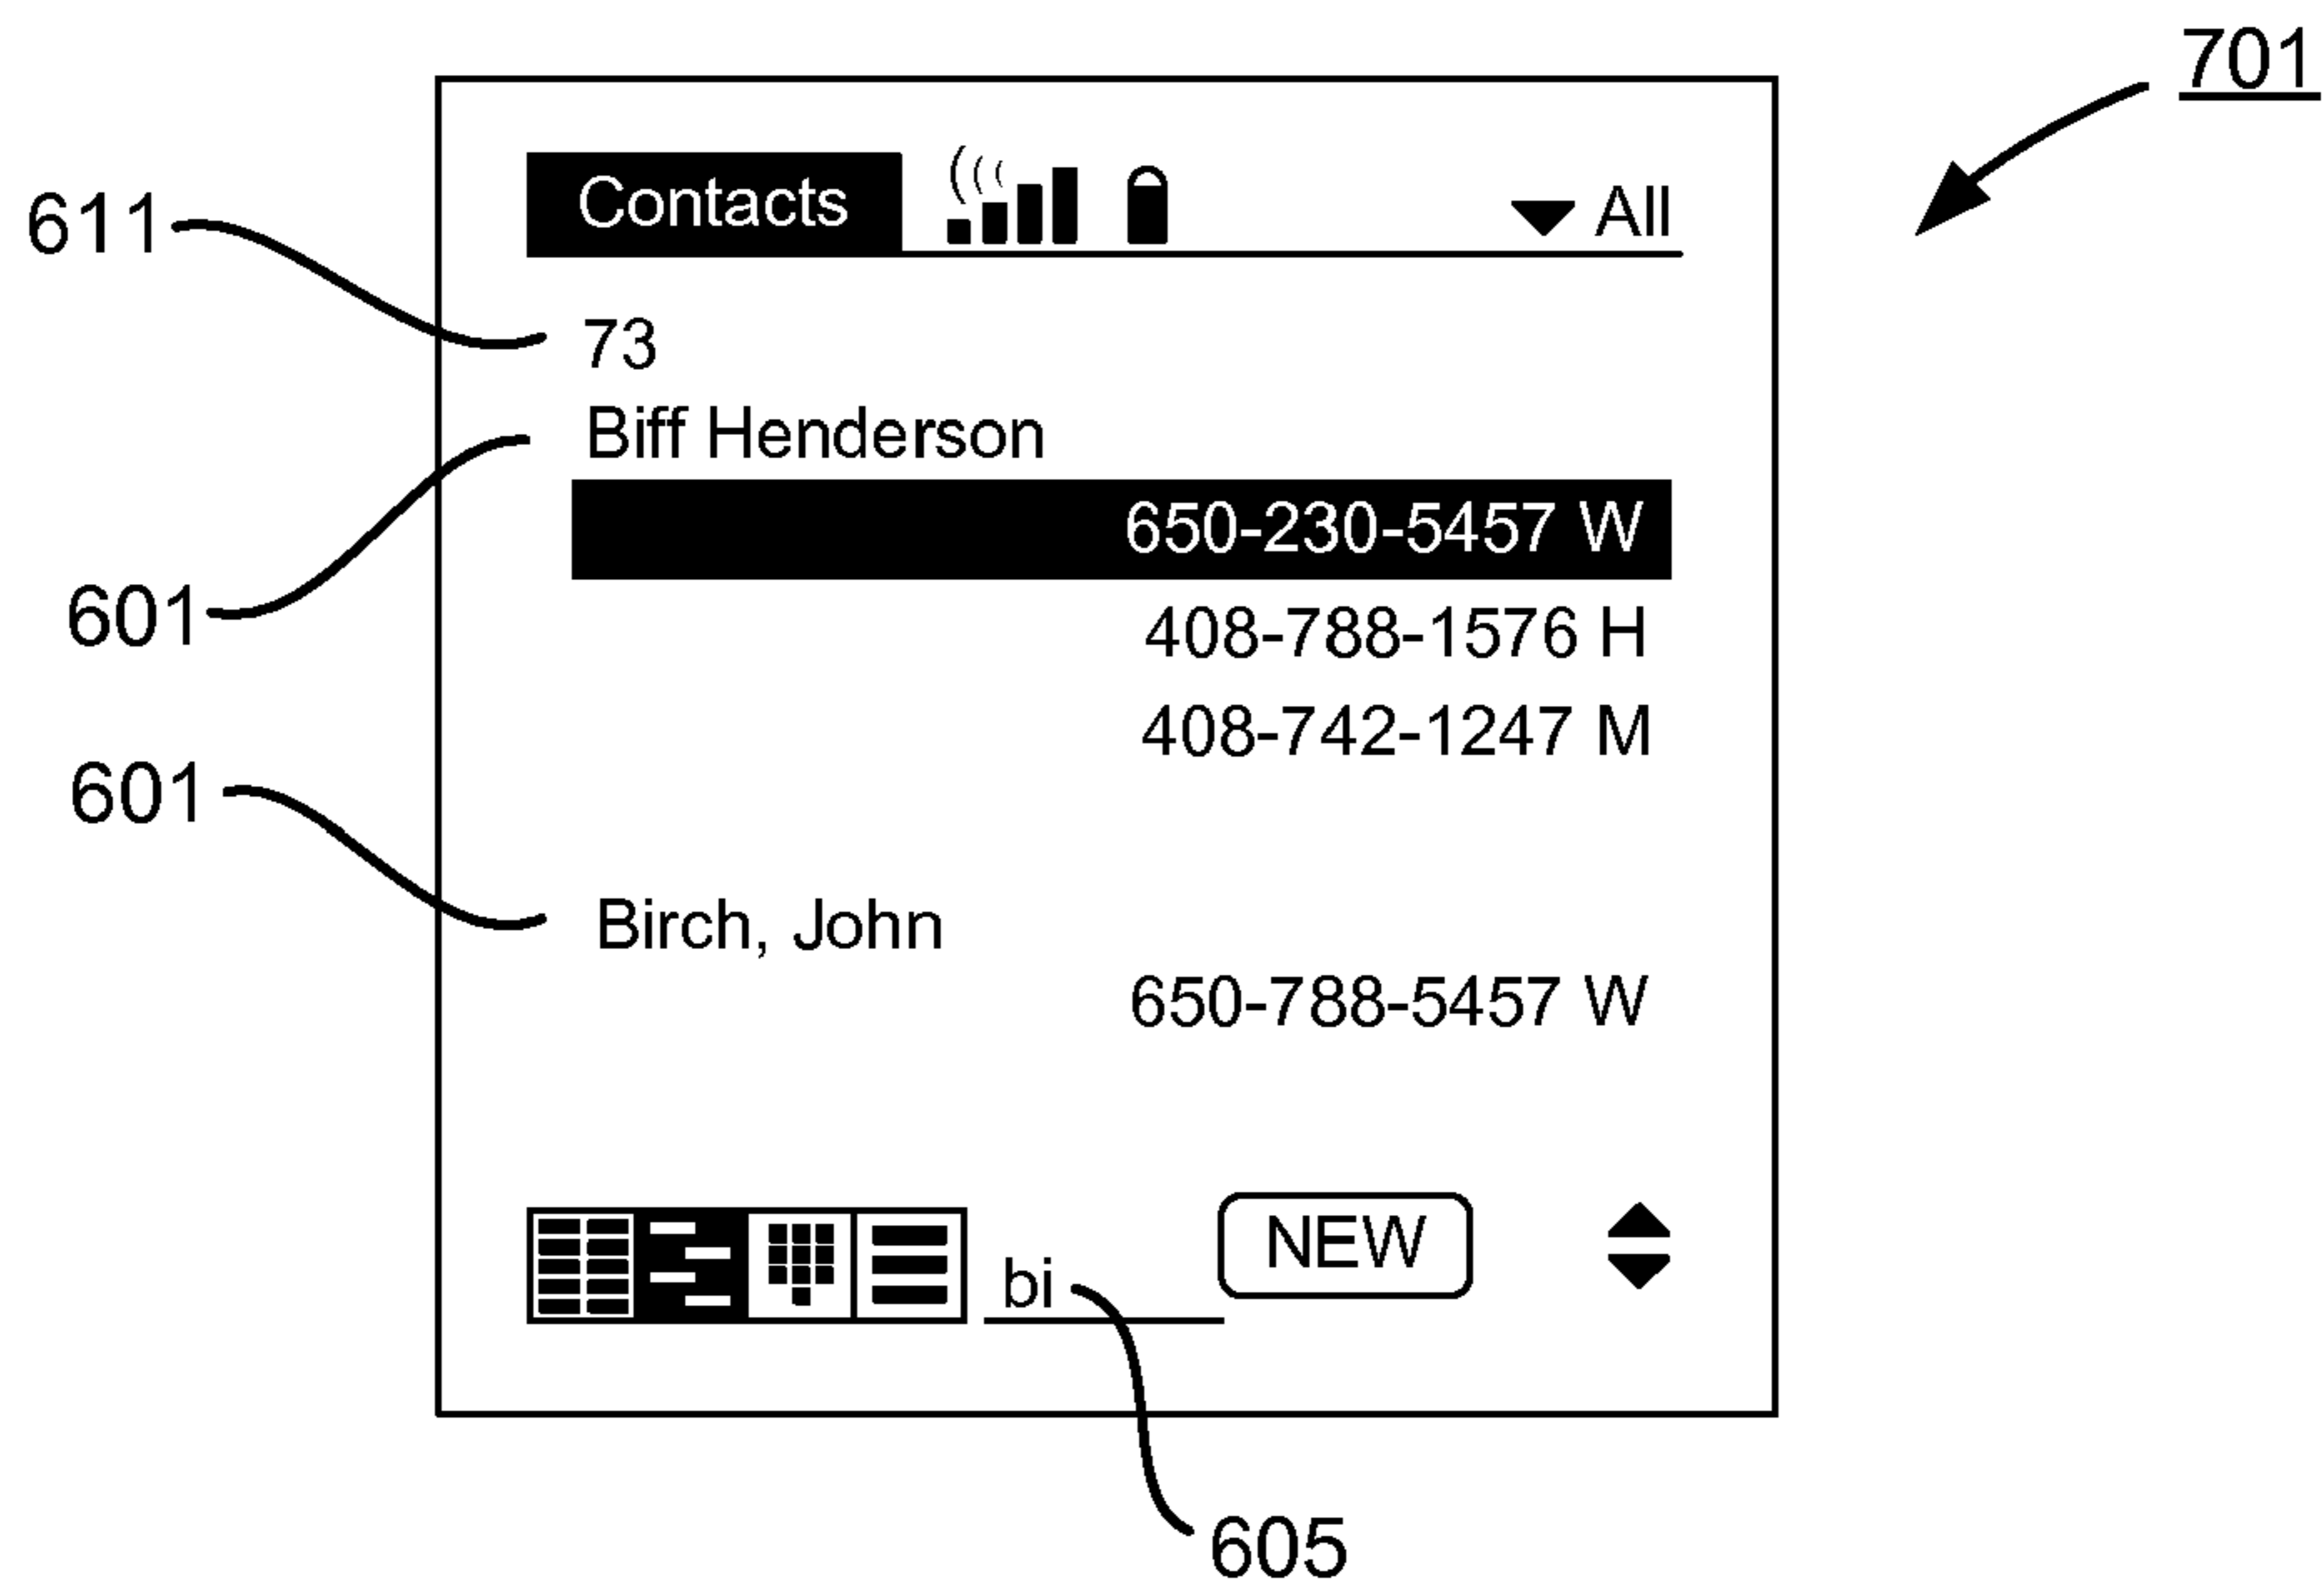 701
Contacts All
611
73
Biff Henderson
650-230-5457 W
601
408-788-1576 H
408-742-1247 M
601
Birch, John
650-788-5457 W
bi NEW
605